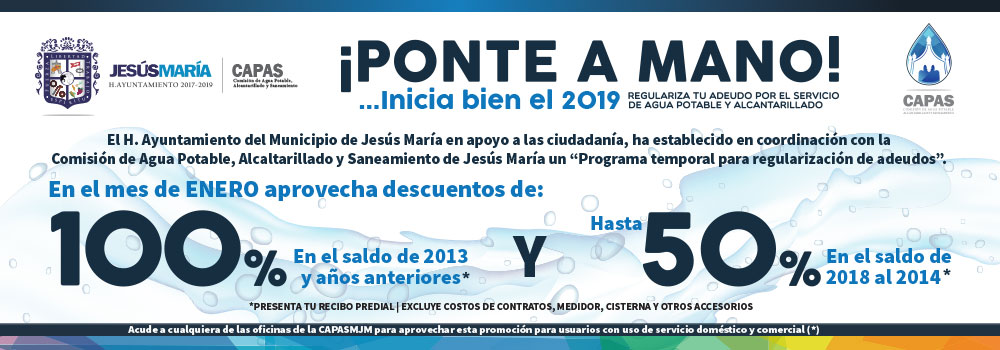 LIBERTAD
JESÚSMARÍA
H. AYUNTAMIENTO 2017-2019
CAPAS
Comisión de Agua Potable,
Alcantarillado y Saneamiento
¡PONTE A MANO!
...Inicia bien el 2019
REGULARIZA TU ADEUDO POR EL SERVICIO
DE AGUA POTABLE Y ALCANTARILLADO
CAPAS
El H. Ayuntamiento del Municipio de Jesús María en apoyo a las ciudadanía, ha establecido en coordinación con la
Comisión de Agua Potable, Alcaltarillado y Saneamiento de Jesús María un “Programa temporal para regularización de adeudos”.
En el mes de ENERO aprovecha descuentos de:
100%
En el saldo de 2013
y años anteriores*
Y
Hasta
50%
En el saldo de
2018 al 2014*
*PRESENTA TU RECIBO PREDIAL | EXCLUYE COSTOS DE CONTRATOS, MEDIDOR, CISTERNA Y OTROS ACCESORIOS
Acude a cualquiera de las oficinas de la CAPASMJM para aprovechar esta promoción para usuarios con uso de servicio doméstico y comercial (*)